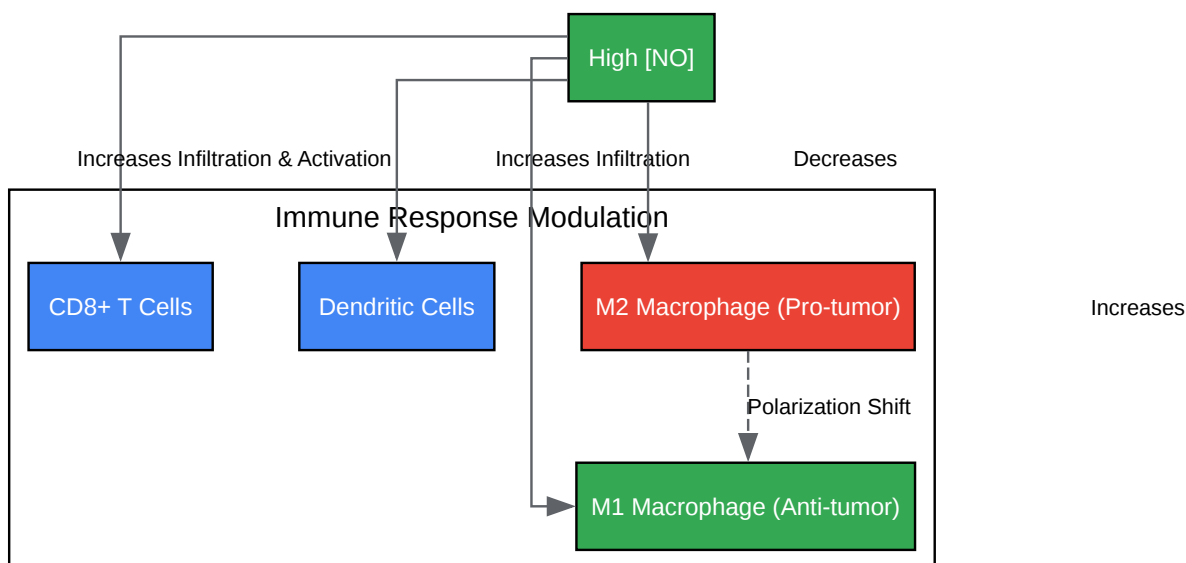 High [NO]
Increases Infiltration & Activation
Increases Infiltration
Decreases
Immune Response Modulation
CD8+ T Cells
Dendritic Cells
M2 Macrophage (Pro-tumor)
Increases
Polarization Shift
M1 Macrophage (Anti-tumor)